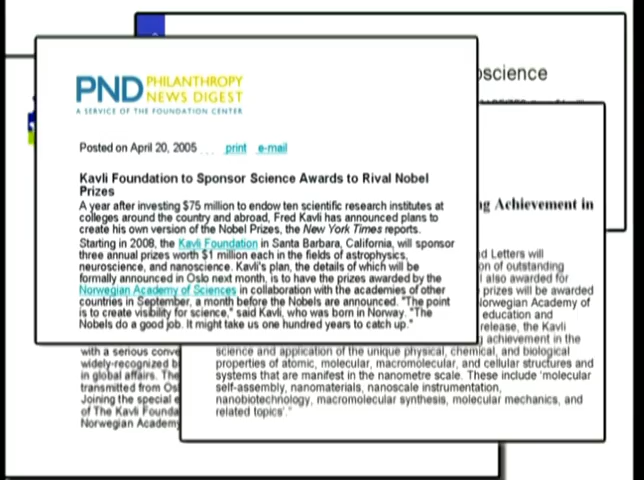 PND PHILANTHROPY
NEWS DIGEST
A SERVICE OF THE FOUNDATION CENTER
Posted on April 20, 2005 ... print e-mail
Kavli Foundation to Sponsor Science Awards to Rival Nobel
Prizes
A year after investing $75 million to endow ten scientific research institutes at
colleges around the country and abroad, Fred Kavli has announced plans to
create his own version of the Nobel Prizes, the New York Times reports.
Starting in 2008, the Kavli Foundation in Santa Barbara, California, will sponsor
three annual prizes worth $1 million each in the fields of astrophysics,
neuroscience, and nanoscience. Kavli's plan, the details of which will be
formally announced in Oslo next month, is to have the prizes awarded by the
Norwegian Academy of Sciences in collaboration with the academies of other
countries in September, a month before the Nobels are announced. "The point
is to create visibility for science," said Kavli, who was born in Norway. "The
Nobels do a good job. It might take us one hundred years to catch up."
oscience
ng Achievement in
d Letters will
on of outstanding
also awarded for
prizes will be awarded
lorwegian Academy of
education and
release, the Kavli
achievement in the
science and application of the unique physical, chemical, and biological
properties of atomic, molecular, macromolecular, and cellular structures and
systems that are manifest in the nanometre scale. These include 'molecular
self-assembly, nanomaterials, nanoscale instrumentation,
nanobiotechnology, macromolecular synthesis, molecular mechanics, and
related topics'."
with a serious conve
widely-recognized b
in global affairs. The
transmitted from Osl
Joining the special e
of The Kavli Founda
Norwegian Academy